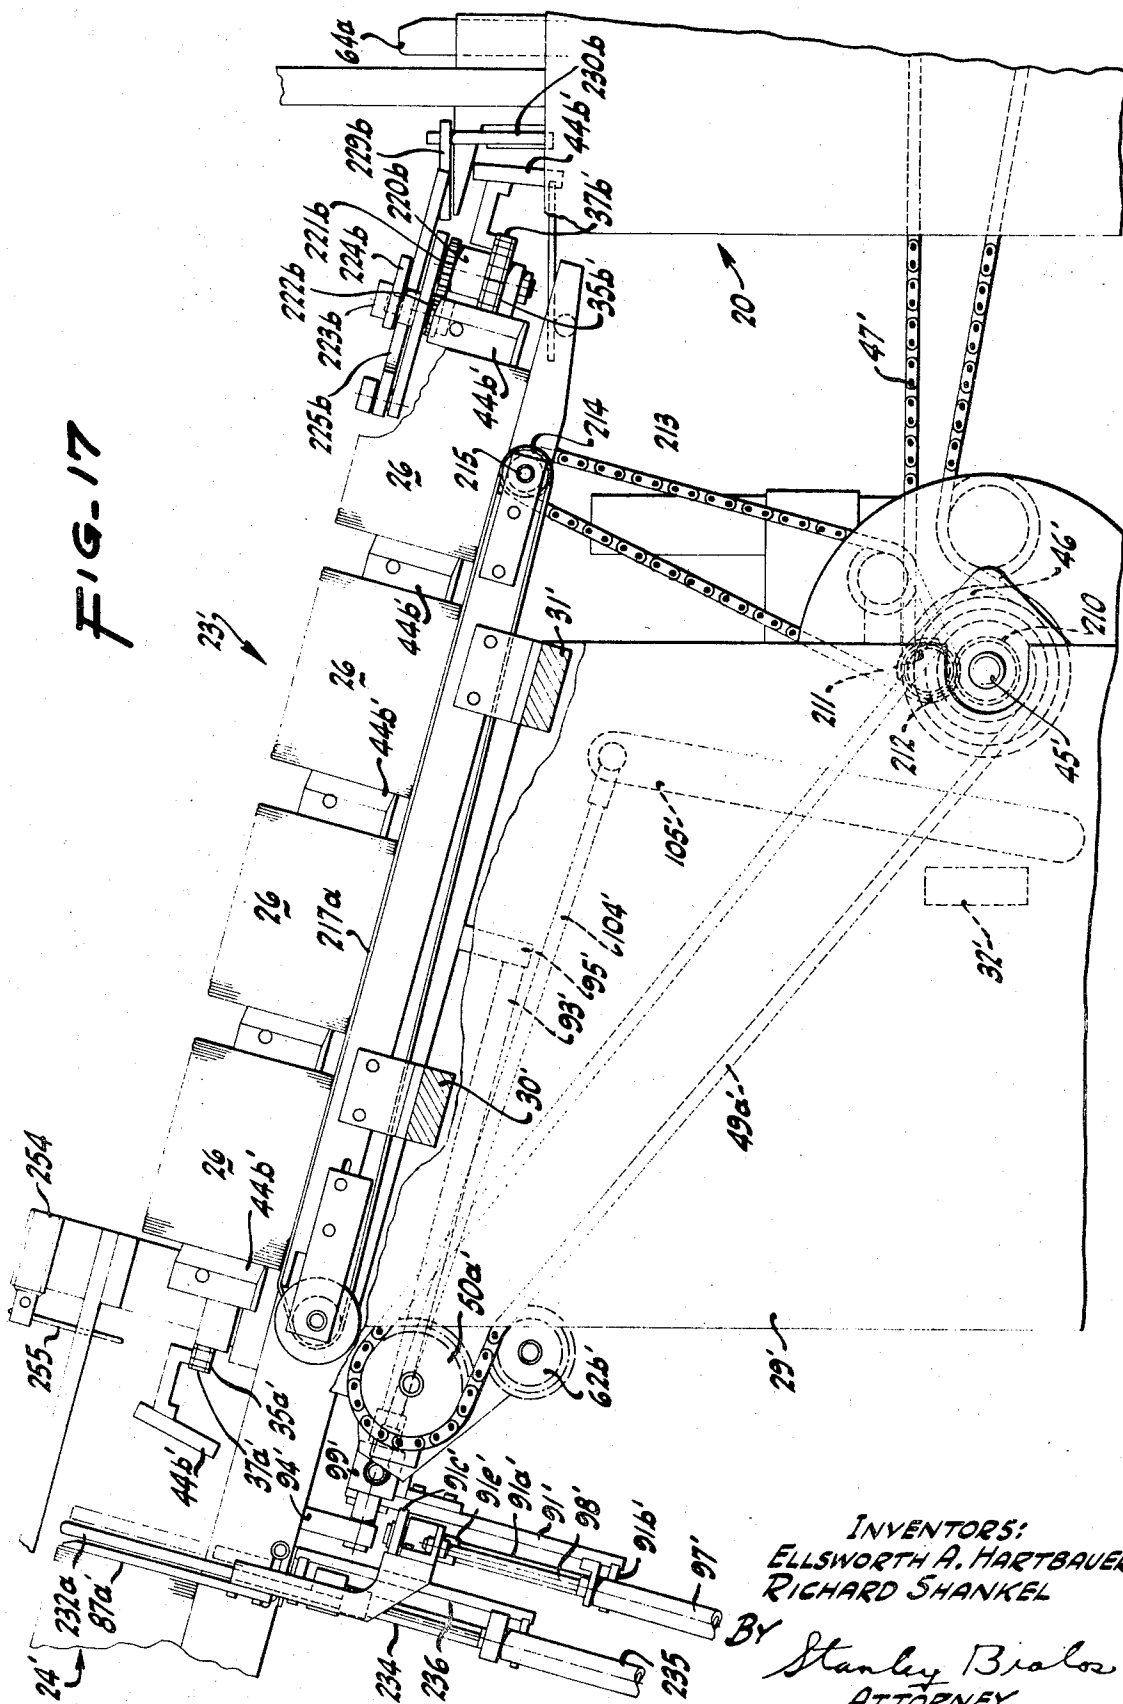 FIG-17
64a
230b
44b'
229b
220b
221b
224b
222b
223b
225b
37b'
35b'
44b'
20
47'
214
213
215
26
44b'
23'
31'
46'
210
211
212
45'
26
44b'
105'
26
217a
104'
95'
93'
32'
30'
49a'
26
44b'
254
255
50a'
62b'
29'
35a'
37a'
44b'
94'
99'
91c'
91e'
91a'
91'
98'
91b'
97'
24'
232a
87a'
234
236
235
INVENTORS:
ELLSWORTH A. HARTBAUER
RICHARD SHANKEL
BY
Stanley Bialos
ATTORNEY